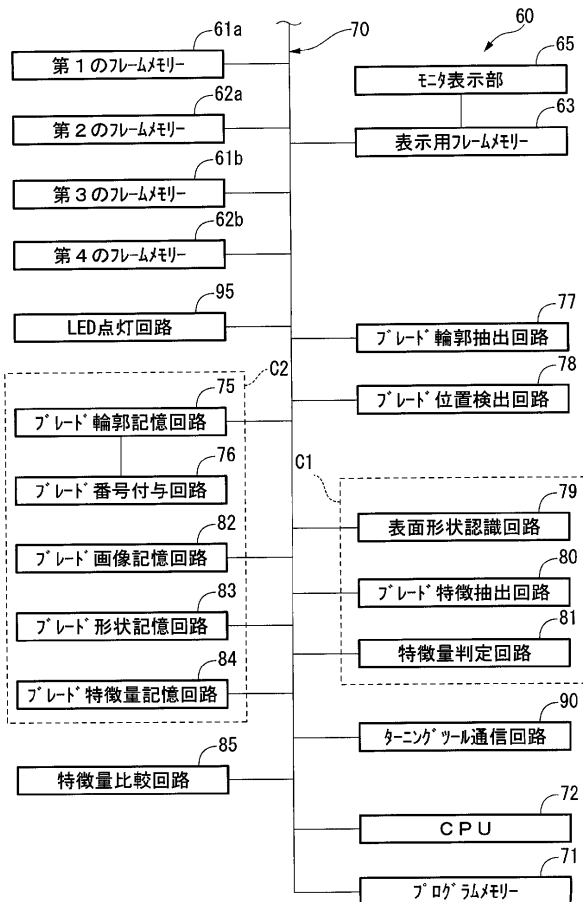 61a
第1のフレームメモリー
62a
第2のフレームメモリー
61b
第3のフレームメモリー
62b
第4のフレームメモリー
95
LED点灯回路
C2
75
ブレード輪郭記憶回路
76
ブレード番号付与回路
82
ブレード画像記憶回路
83
ブレード形状記憶回路
84
ブレード特徴量記憶回路
85
特徴量比較回路
70
60
65
モニタ表示部
63
表示用フレームメモリー
77
ブレード輪郭抽出回路
78
ブレード位置検出回路
C1
79
表面形状認識回路
80
ブレード特徴抽出回路
81
特徴量判定回路
90
ターニングツール通信回路
72
CPU
71
プログラムメモリー